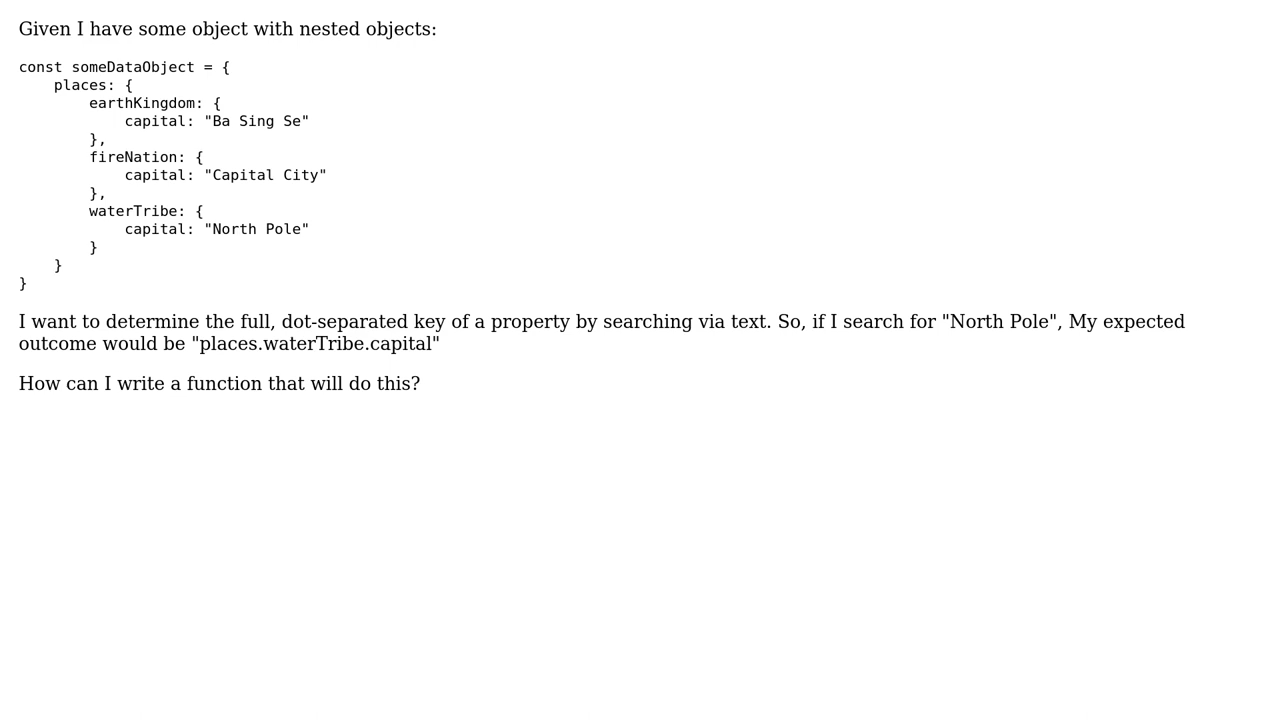 Given I have some object with nested objects:
const someDataObject = {
    places: {
        earthKingdom: {
            capital: "Ba Sing Se"
        },
        fireNation: {
            capital: "Capital City"
        },
        waterTribe: {
            capital: "North Pole"
        }
    }
}
I want to determine the full, dot-separated key of a property by searching via text. So, if I search for "North Pole", My expected
outcome would be "places.waterTribe.capital"
How can I write a function that will do this?